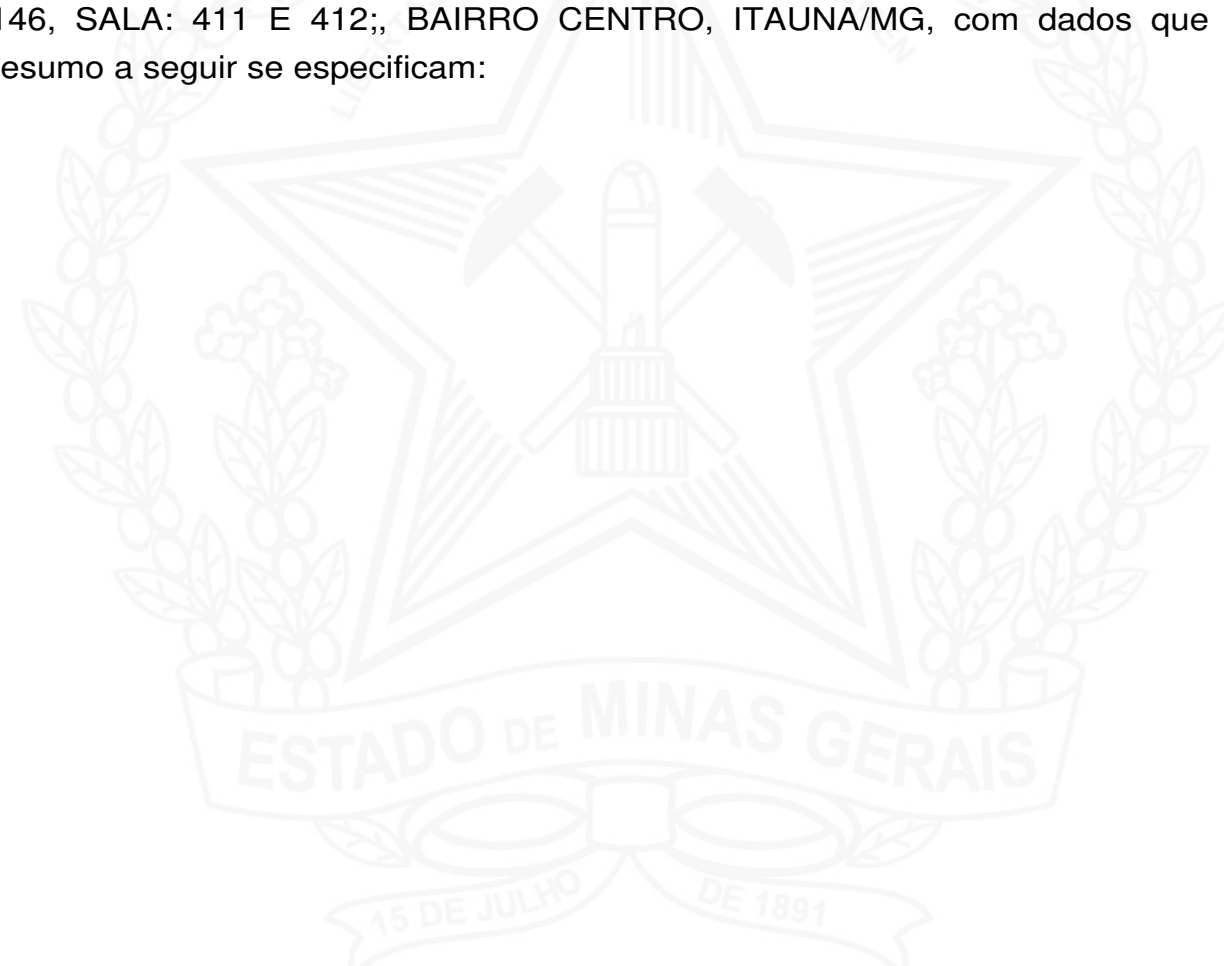 146, SALA: 411 E 412;, BAIRRO CENTRO, ITAUNA/MG, com dados que
esumo a seguir se especificam:
ESTADO DE MINAS GERAIS
15 DE JULHO DE 1891